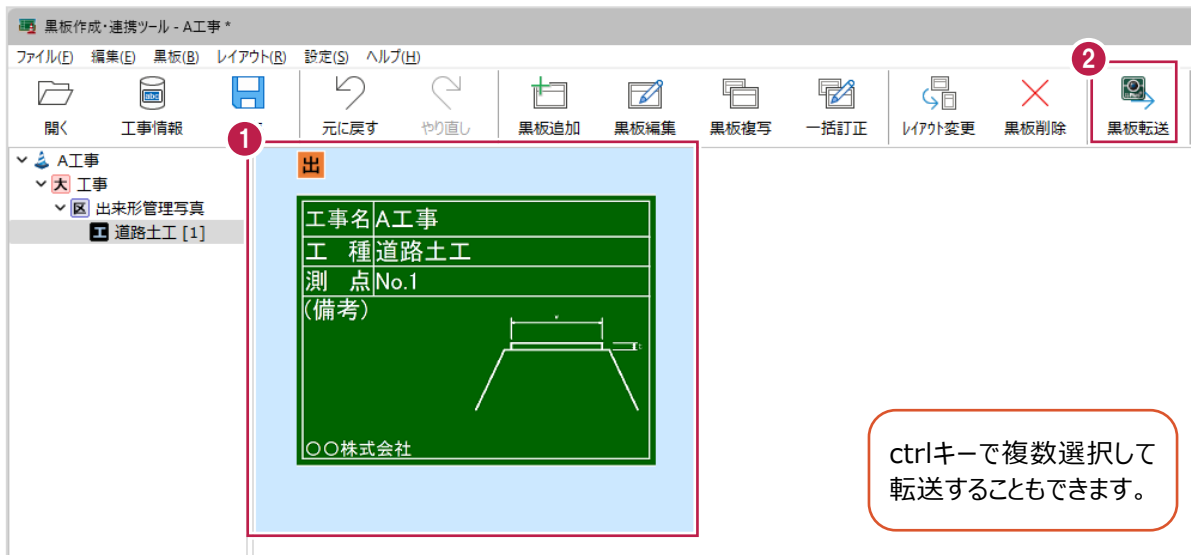 黒板作成・連携ツール - A工事 *
ファイル(F) 編集(E) 黒板(B) レイアウト(R) 設定(S) ヘルプ(H)
2
開く 工事情報 元に戻す やり直し 黒板追加 黒板編集 黒板複写 一括訂正 レイアウト変更 黒板削除 黒板転送
abc
1
A工事
大 工事
区 出来形管理写真
工 道路土工 [1]
出
工事名 A工事
工 種 道路土工
測 点 No.1
(備考)
〇〇株式会社
ctrlキーで複数選択して
転送することもできます。